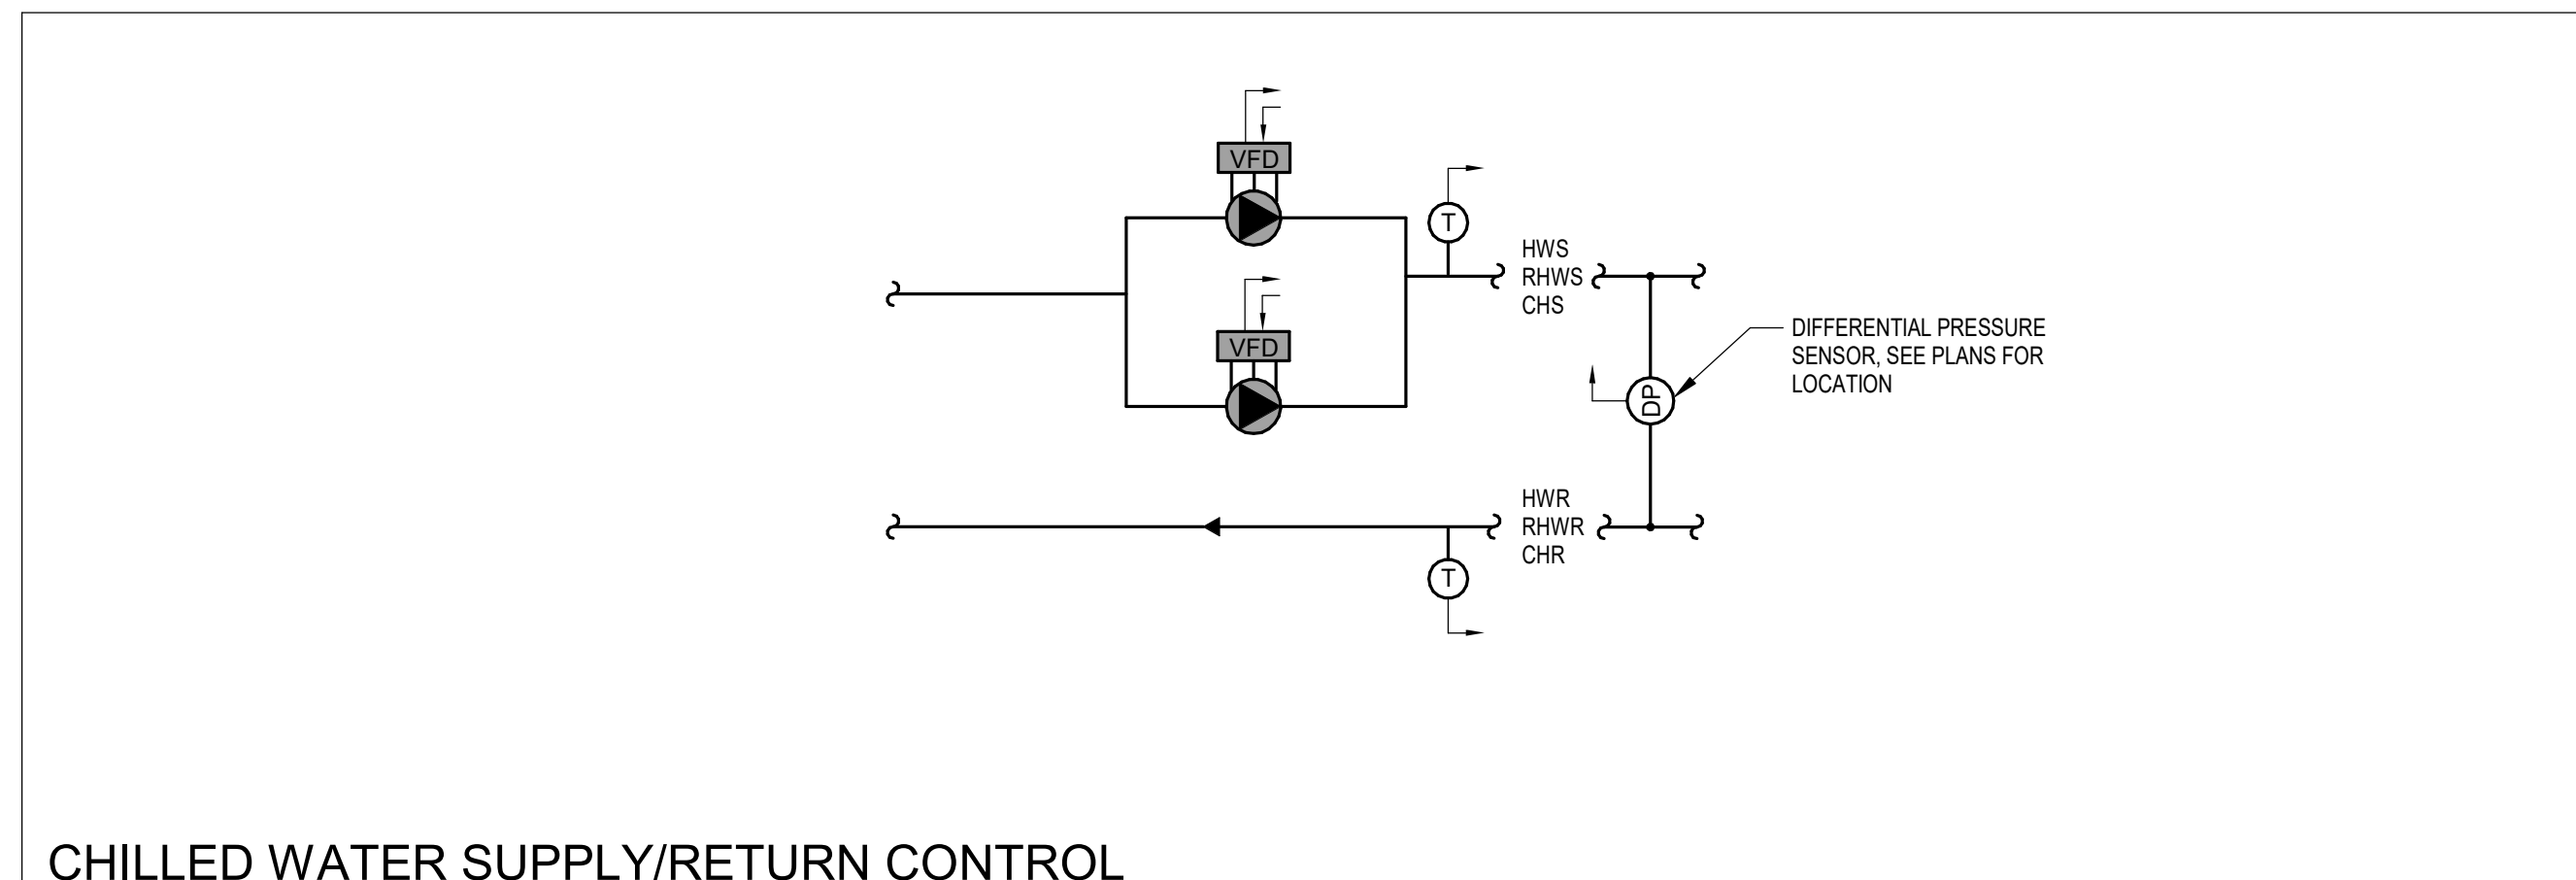 VFD
T
HWS
RHWS
CHS
VFD
DIFFERENTIAL PRESSURE
SENSOR, SEE PLANS FOR
LOCATION
DP
HWR
RHWR
CHR
T
CHILLED WATER SUPPLY/RETURN CONTROL